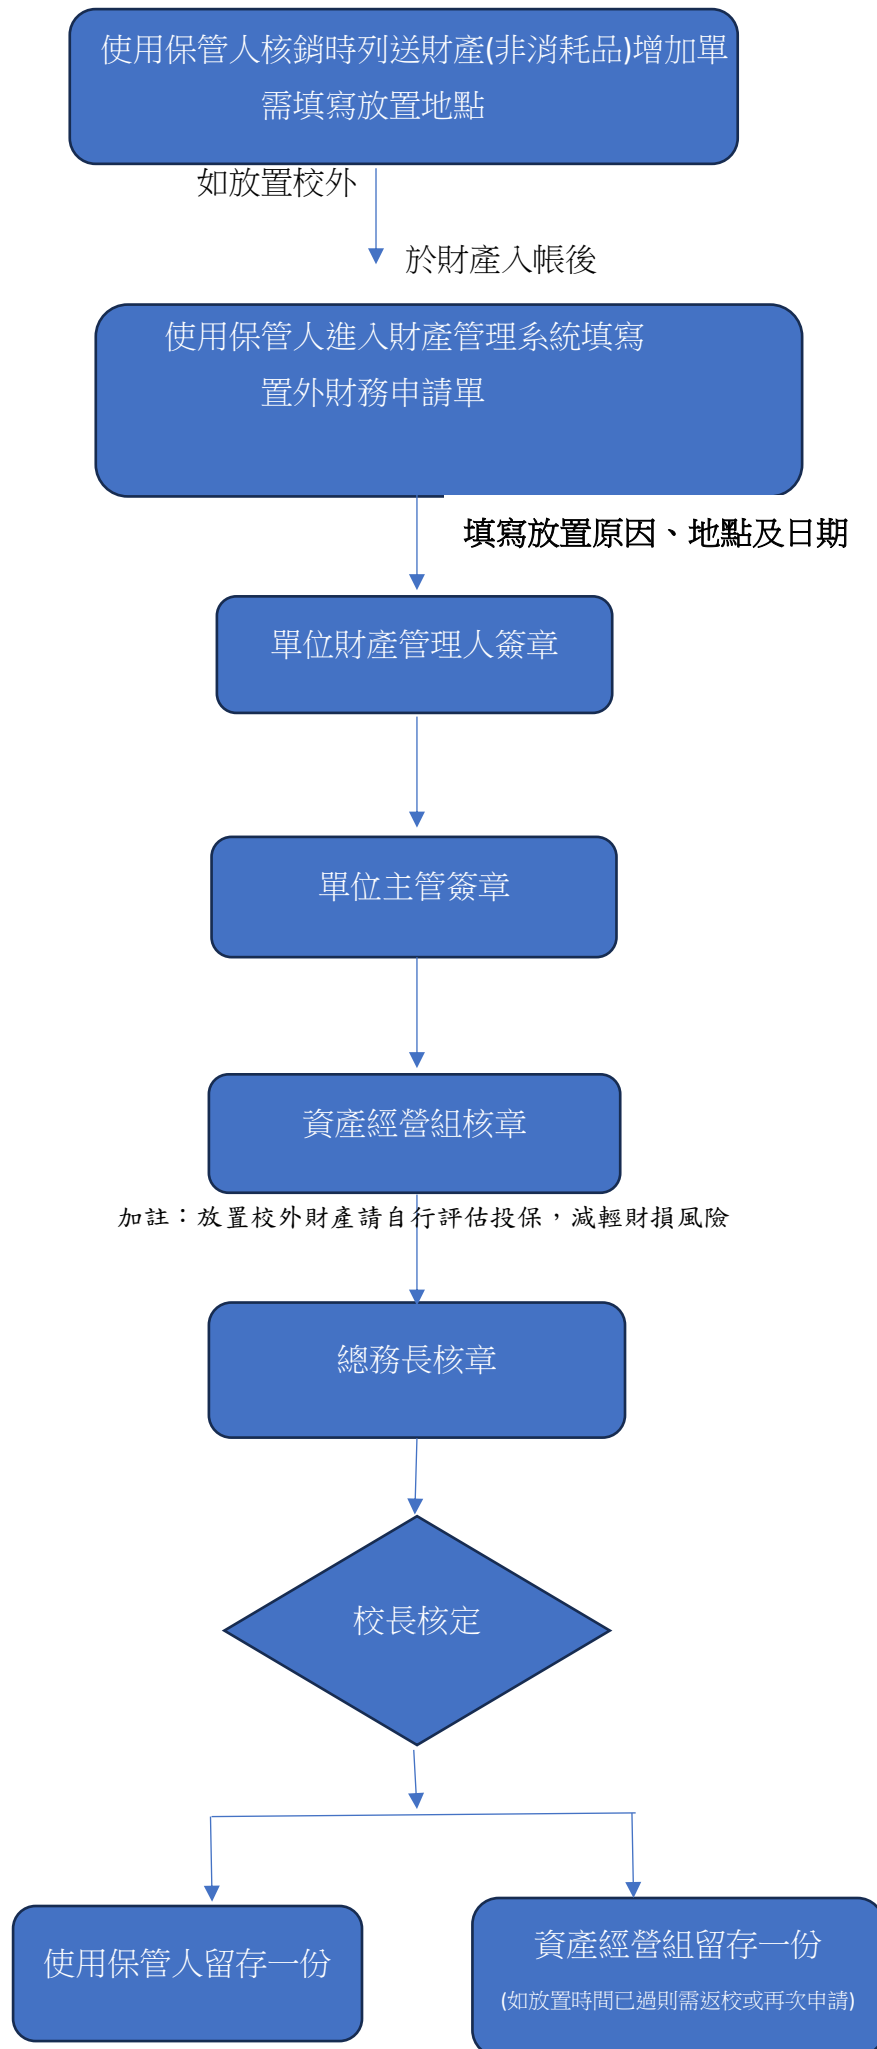 使用保管人核銷時列送財產(非消耗品)增加單
需填寫放置地點
如放置校外
於財產入帳後
使用保管人進入財產管理系統填寫
置外財務申請單
填寫放置原因、地點及日期
單位財產管理人簽章
單位主管簽章
資產經營組核章
加註：放置校外財產請自行評估投保，減輕財損風險
總務長核章
校長核定
使用保管人留存一份
資產經營組留存一份
(如放置時間已過則需返校或再次申請)